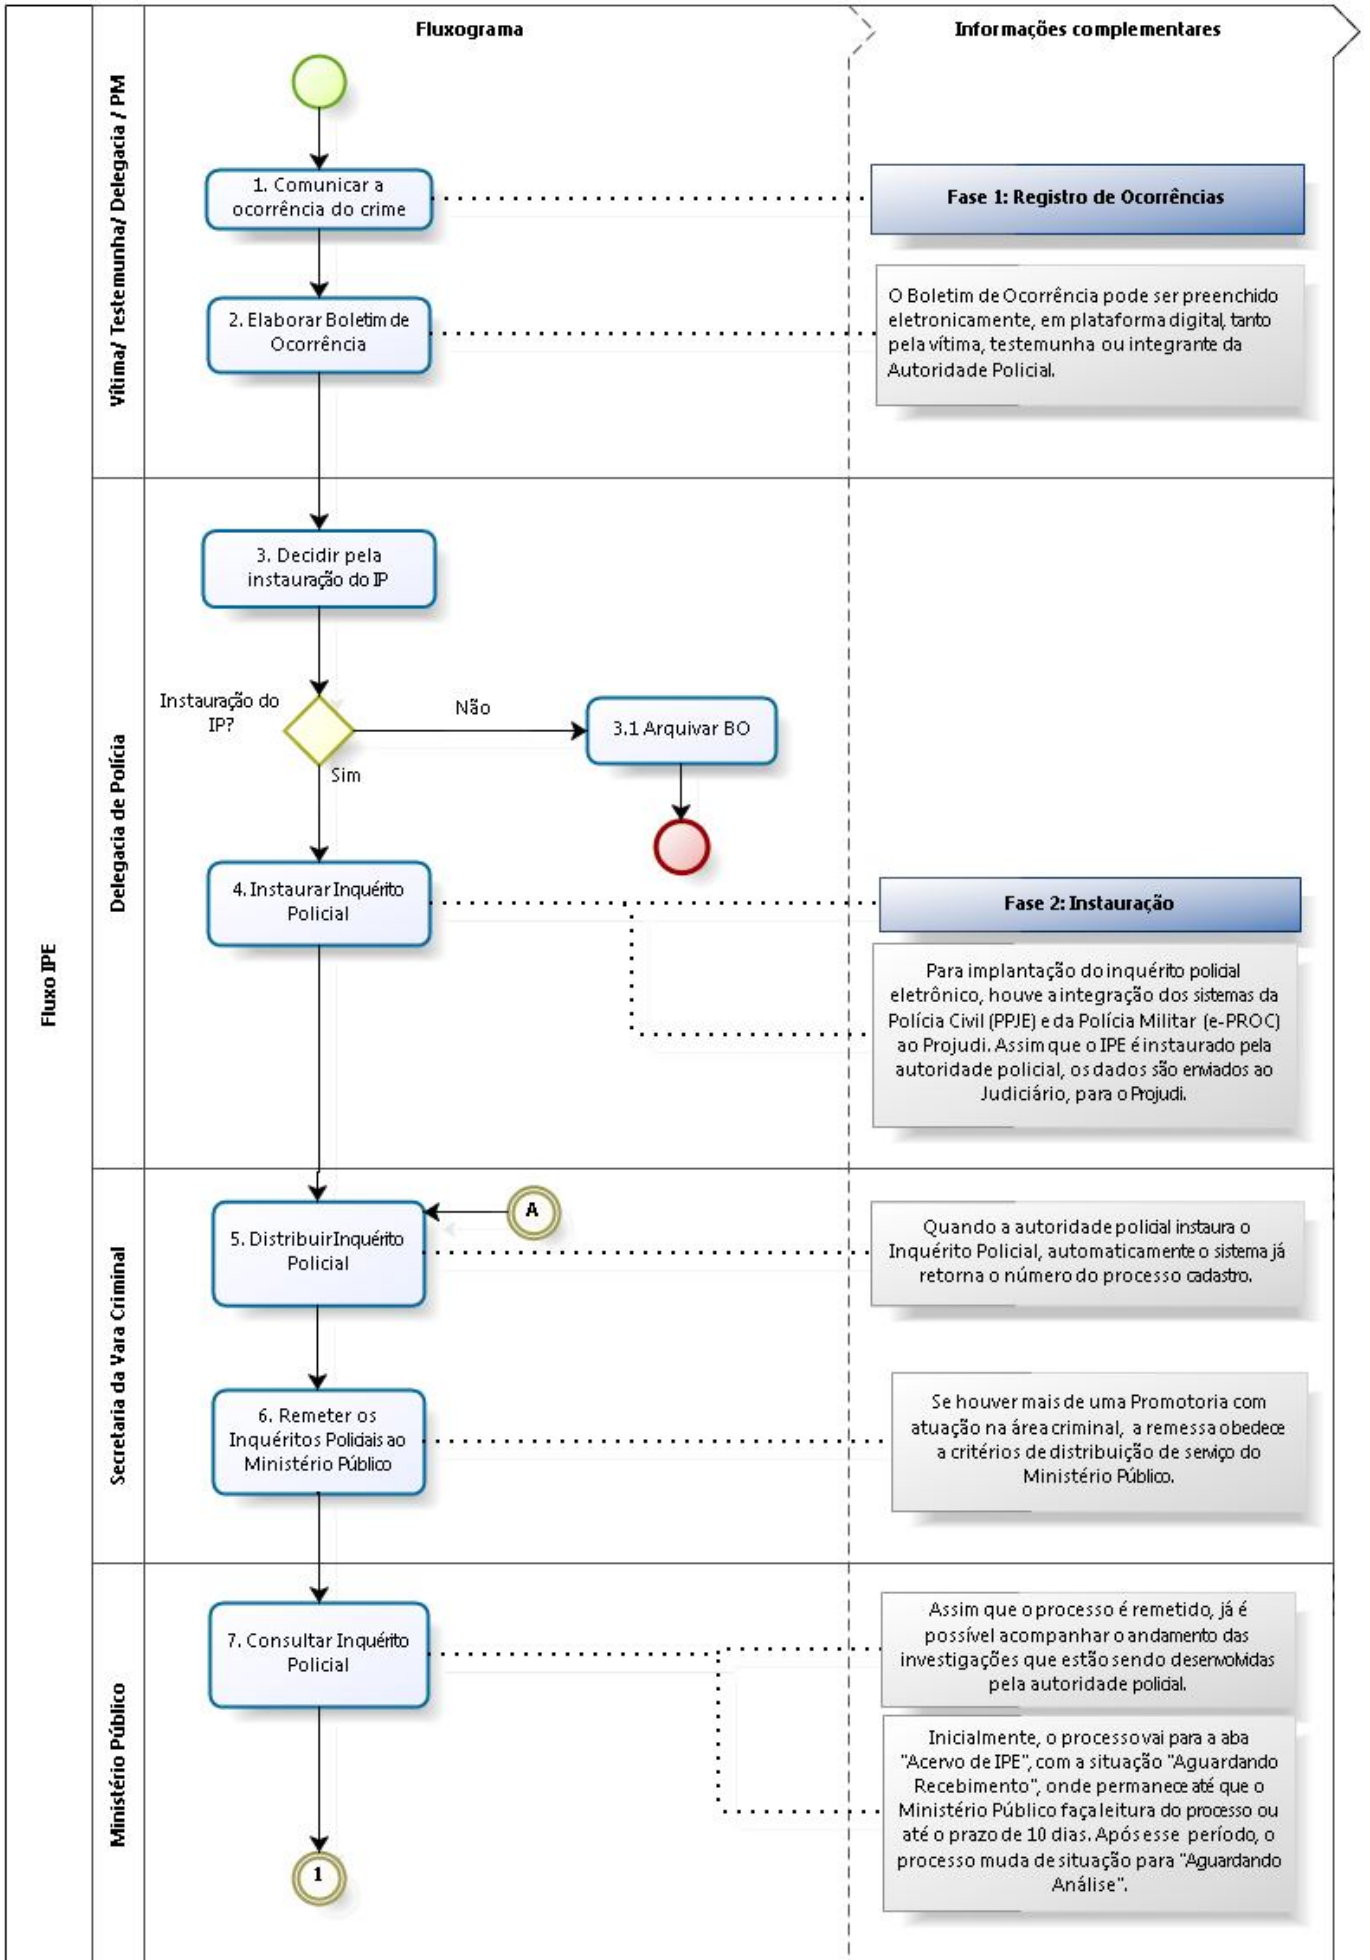 Fluxograma
Informações complementares
Fluxo IPE
Vítima/ Testemunha/ Delegacia / PM
1. Comunicar a
ocorrência do crime
Fase 1: Registro de Ocorrências
2. Elaborar Boletim de
Ocorrência
O Boletim de Ocorrência pode ser preenchido
eletronicamente, em plataforma digital, tanto
pela vítima, testemunha ou integrante da
Autoridade Policial.
Delegacia de Polícia
3. Decidir pela
instauração do IP
Instauração do
IP?
Não
3.1 Arquivar BO
Sim
4. Instaurar Inquérito
Policial
Fase 2: Instauração
Para implantação do inquérito policial
eletrônico, houve a integração dos sistemas da
Polícia Civil (PPJE) e da Polícia Militar (e-PROC)
ao Projudi. Assim que o IPE é instaurado pela
autoridade policial, os dados são enviados ao
Judiciário, para o Projudi.
Secretaria da Vara Criminal
A
5. Distribuir Inquérito
Policial
Quando a autoridade policial instaura o
Inquérito Policial, automaticamente o sistema já
retorna o número do processo cadastro.
6. Remeter os
Inquéritos Policiais ao
Ministério Público
Se houver mais de uma Promotoria com
atuação na área criminal, a remessa obedece
a critérios de distribuição de serviço do
Ministério Público.
Ministério Público
7. Consultar Inquérito
Policial
Assim que o processo é remetido, já é
possível acompanhar o andamento das
investigações que estão sendo desenvolvidas
pela autoridade policial.
Inicialmente, o processo vai para a aba
"Acervo de IPE", com a situação "Aguardando
Recebimento", onde permanece até que o
Ministério Público faça leitura do processo ou
até o prazo de 10 dias. Após esse período, o
processo muda de situação para "Aguardando
Análise".
1